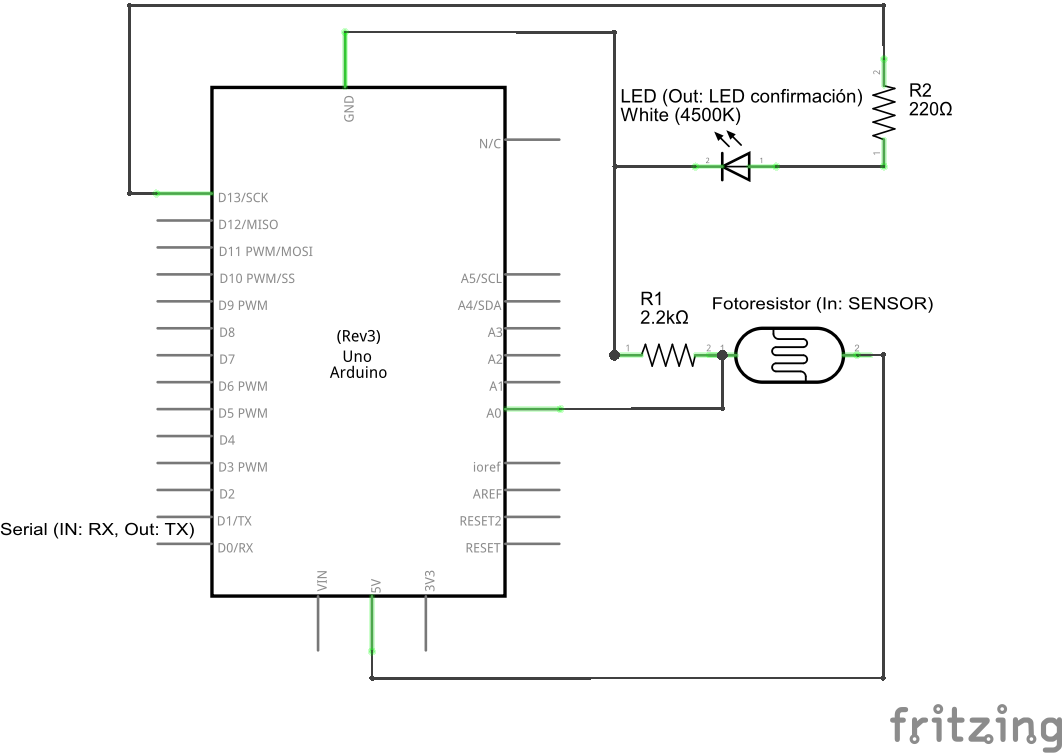 GND
LED (Out: LED confirmación)
White (4500K)
2
1
2
1
R2
220Ω
N/C
D13/SCK
D12/MISO
D11 PWM/MOSI
D10 PWM/SS
D9 PWM
D8
D7
D6 PWM
D5 PWM
D4
D3 PWM
D2
D1/TX
D0/RX
Serial (IN: RX, Out: TX)
(Rev3)
Uno
Arduino
A5/SCL
A4/SDA
A3
A2
A1
A0
ioref
AREF
RESET2
RESET
R1
2.2kΩ
1
2
Fotoresistor (In: SENSOR)
1
2
VIN
5V
3V3
fritzing